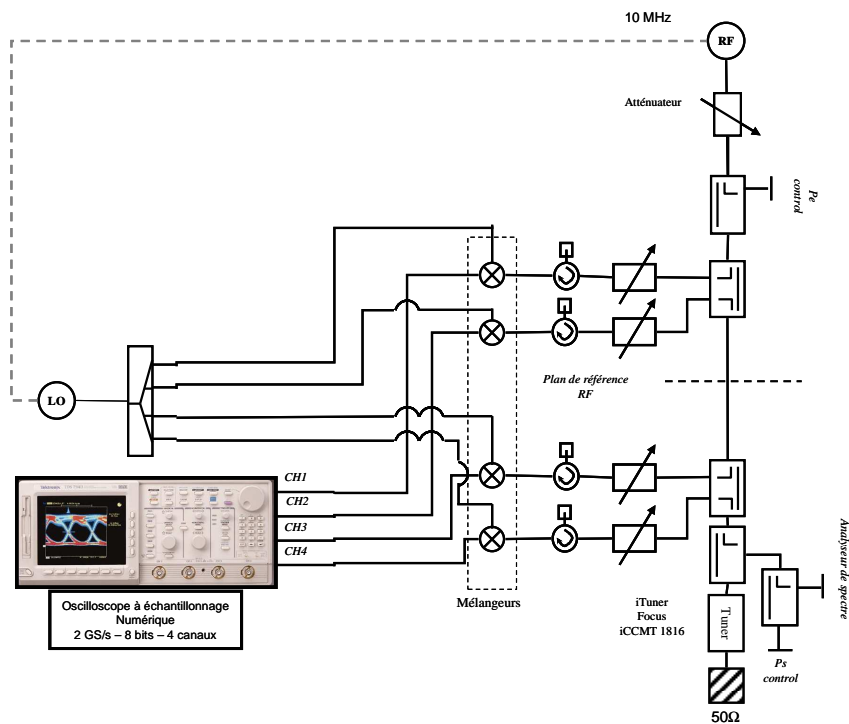 10 MHz
RF
Atténuateur
Pe
control
LO
Plan de référence
RF
CH1
CH2
CH3
CH4
Tektronix
Oscilloscope à échantillonnage
Numérique
2 GS/s – 8 bits – 4 canaux
Mélangeurs
iTuner
Focus
iCCMT 1816
Tuner
Analyseur de spectre
Ps
control
50Ω